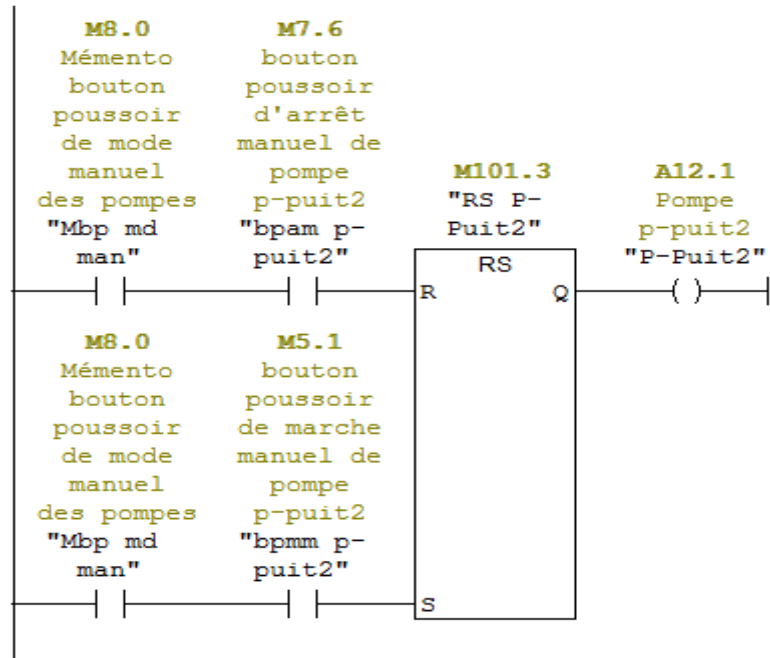 M8.0
Mémento
bouton
poussoir
de mode
manuel
des pompes
"Mbp md
man"
M7.6
bouton
poussoir
d'arrêt
manuel de
pompe
p-puit2
"bpam p-
puit2"
M101.3
"RS P-
Puit2"
RS
R
Q
S
A12.1
Pompe
p-puit2
"P-Puit2"
M8.0
Mémento
bouton
poussoir
de mode
manuel
des pompes
"Mbp md
man"
M5.1
bouton
poussoir
de marche
manuel de
pompe
p-puit2
"bpmm p-
puit2"